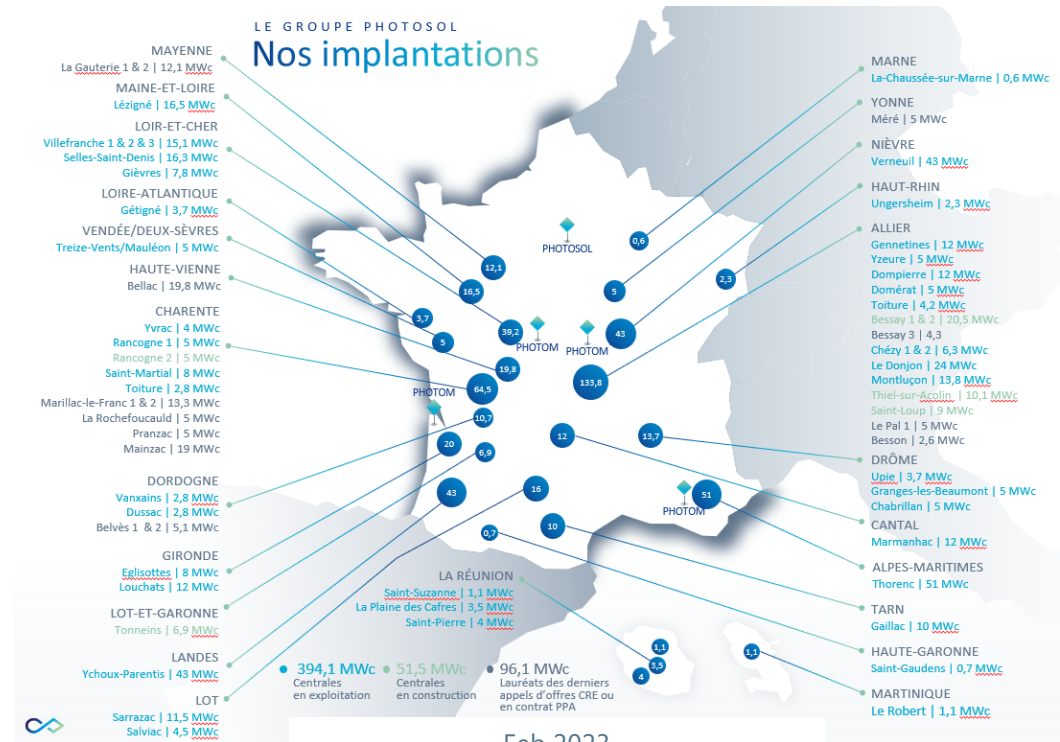 LE GROUPE PHOTOSOL
Nos implantations
MAYENNE
La Gauterie 1 & 2 | 12,1 MWc
MAINE-ET-LOIRE
Lézigné | 16,5 MWc
LOIR-ET-CHER
Villefranche 1 & 2 & 3 | 15,1 MWc
Selles-Saint-Denis | 16,3 MWc
Gièvres | 7,8 MWc
LOIRE-ATLANTIQUE
Gétigné | 3,7 MWc
VENDÉE/DEUX-SÈVRES
Treize-Vents/Mauléon | 5 MWc
HAUTE-VIENNE
Bellac | 19,8 MWc
CHARENTE
Yvrac | 4 MWc
Rancogne 1 | 5 MWc
Rancogne 2 | 5 MWc
Saint-Martial | 8 MWc
Toiture | 2,8 MWc
Marillac-le-Franc 1 & 2 | 13,3 MWc
La Rochefoucauld | 5 MWc
Pranzac | 5 MWc
Mainzac | 19 MWc
DORDOGNE
Vanxains | 2,8 MWc
Dussac | 2,8 MWc
Belvès 1 & 2 | 5,1 MWc
GIRONDE
Eglisottes | 8 MWc
Louchats | 12 MWc
LOT-ET-GARONNE
Tonneins | 6,9 MWc
LANDES
Ychoux-Parentis | 43 MWc
LOT
Sarrazac | 11,5 MWc
Salviac | 4,5 MWc
PHOTOSOL
0,6
12,1
2,3
16,5
5
3,7
39,2
PHOTOM
PHOTOM
43
5
19,8
133,8
64,5
PHOTOM
10,7
20
6,9
12
13,7
43
16
51
PHOTOM
0,7
10
LA RÉUNION
Saint-Suzanne | 1,1 MWc
La Plaine des Cafres | 3,5 MWc
Saint-Pierre | 4 MWc
1,1
3,5
4
1,1
394,1 MWc
Centrales
en exploitation
51,5 MWc
Centrales
en construction
96,1 MWc
Lauréats des derniers
appels d'offres CRE ou
en contrat PPA
MARNE
La-Chaussée-sur-Marne | 0,6 MWc
YONNE
Méré | 5 MWc
NIÈVRE
Verneuil | 43 MWc
HAUT-RHIN
Ungersheim | 2,3 MWc
ALLIER
Gennetines | 12 MWc
Yzeure | 5 MWc
Dompierre | 12 MWc
Domérat | 5 MWc
Toiture | 4,2 MWc
Bessay 1 & 2 | 20,5 MWc
Bessay 3 | 4,3
Chézy 1 & 2 | 6,3 MWc
Le Donjon | 24 MWc
Montluçon | 13,8 MWc
Thiel-sur-Acolin | 10,1 MWc
Saint-Loup | 9 MWc
Le Pal 1 | 5 MWc
Besson | 2,6 MWc
DRÔME
Upie | 3,7 MWc
Granges-les-Beaumont | 5 MWc
Chabrillan | 5 MWc
CANTAL
Marmanhac | 12 MWc
ALPES-MARITIMES
Thorenc | 51 MWc
TARN
Gaillac | 10 MWc
HAUTE-GARONNE
Saint-Gaudens | 0,7 MWc
MARTINIQUE
Le Robert | 1,1 MWc
Feb 2023